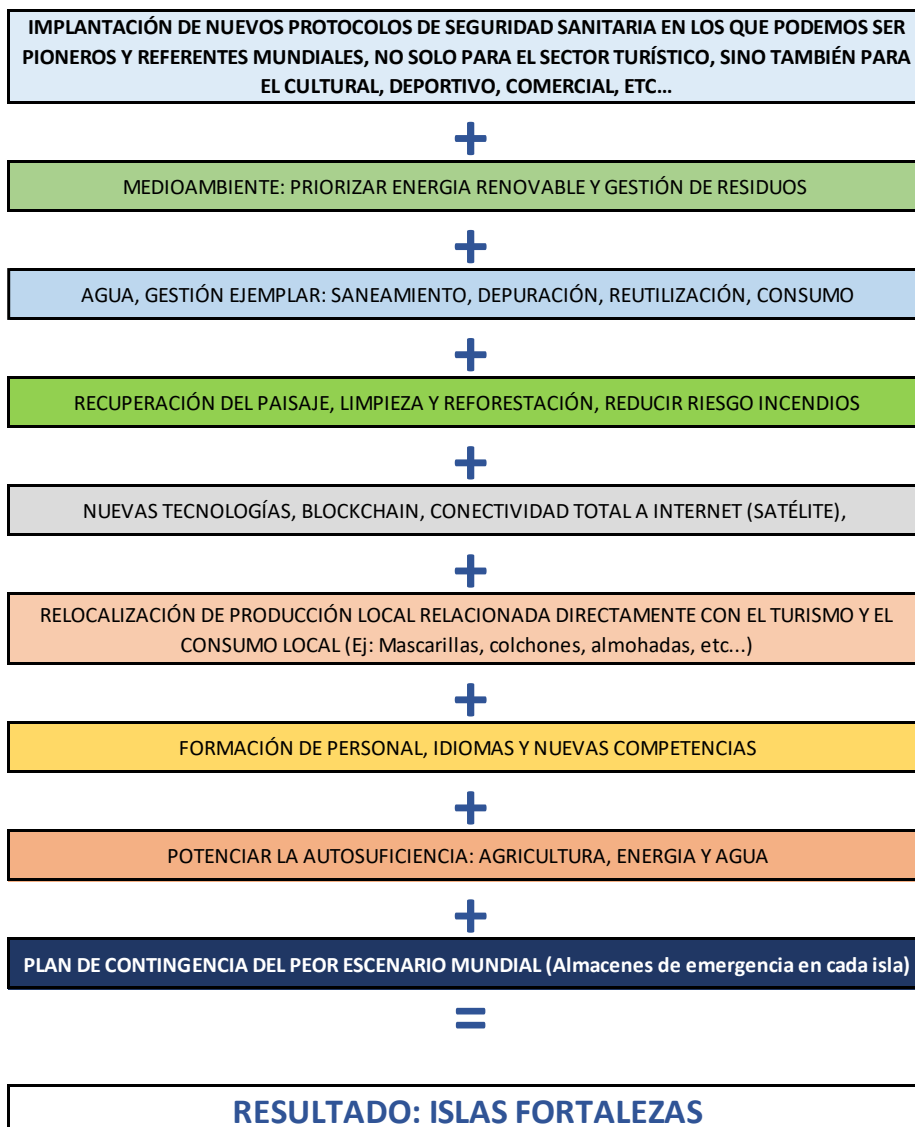 IMPLANTACIÓN DE NUEVOS PROTOCOLOS DE SEGURIDAD SANITARIA EN LOS QUE PODEMOS SER
PIONEROS Y REFERENTES MUNDIALES, NO SOLO PARA EL SECTOR TURÍSTICO, SINO TAMBIÉN PARA
EL CULTURAL, DEPORTIVO, COMERCIAL, ETC...
+
MEDIOAMBIENTE: PRIORIZAR ENERGIA RENOVABLE Y GESTIÓN DE RESIDUOS
+
AGUA, GESTIÓN EJEMPLAR: SANEAMIENTO, DEPURACIÓN, REUTILIZACIÓN, CONSUMO
+
RECUPERACIÓN DEL PAISAJE, LIMPIEZA Y REFORESTACIÓN, REDUCIR RIESGO INCENDIOS
+
NUEVAS TECNOLOGÍAS, BLOCKCHAIN, CONECTIVIDAD TOTAL A INTERNET (SATÉLITE),
+
RELOCALIZACIÓN DE PRODUCCIÓN LOCAL RELACIONADA DIRECTAMENTE CON EL TURISMO Y EL
CONSUMO LOCAL (Ej: Mascarillas, colchones, almohadas, etc...)
+
FORMACIÓN DE PERSONAL, IDIOMAS Y NUEVAS COMPETENCIAS
+
POTENCIAR LA AUTOSUFICIENCIA: AGRICULTURA, ENERGIA Y AGUA
+
PLAN DE CONTINGENCIA DEL PEOR ESCENARIO MUNDIAL (Almacenes de emergencia en cada isla)
=
RESULTADO: ISLAS FORTALEZAS